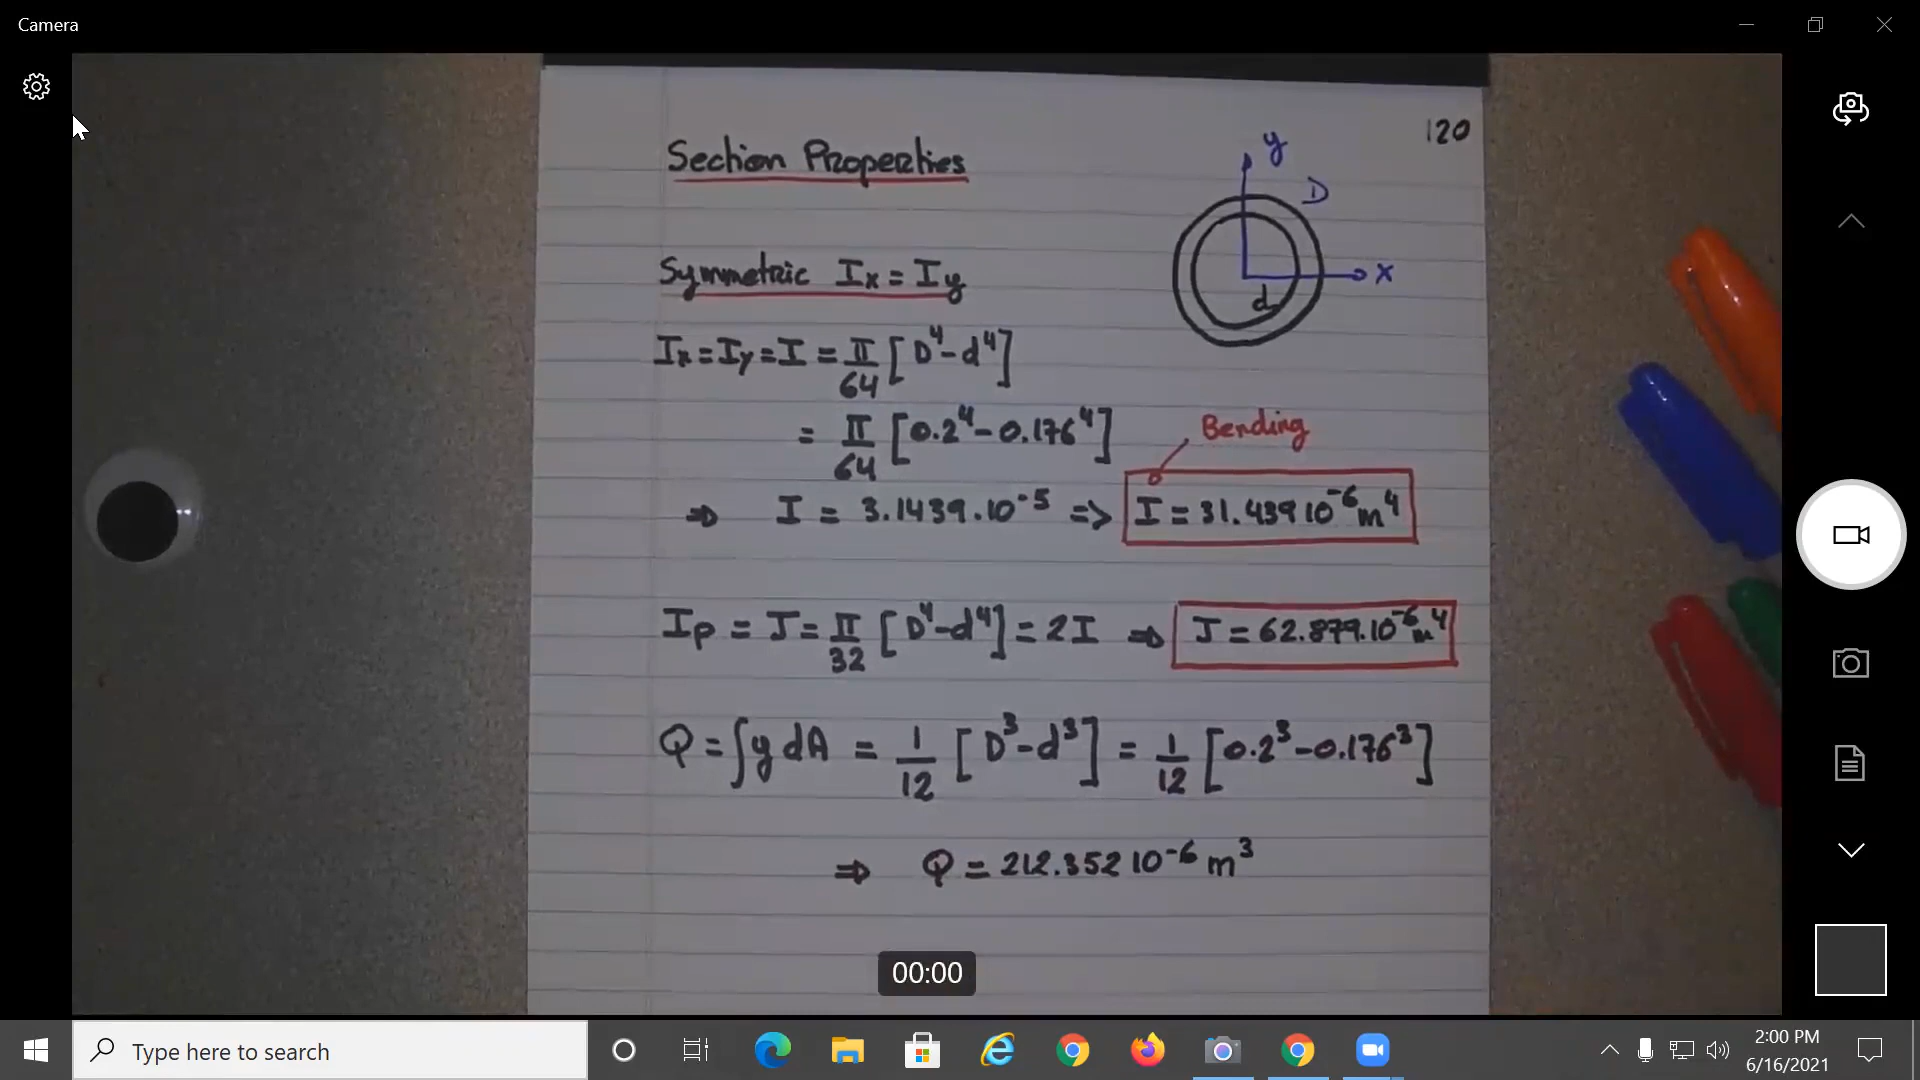 Camera
120
Section Properties
y
D
x
d
Symmetric Ix = Iy
Ix = Iy = I = π/64 [D⁴ - d⁴]
= π/64 [0.2⁴ - 0.176⁴]
Bending
⇒ I = 3.1439.10⁻⁵ => I = 31.439 10⁻⁶ m⁴
Ip = J = π/32 [D⁴ - d⁴] = 2I ⇒ J = 62.879.10⁻⁶ m⁴
Q = ∫y dA = 1/12 [D³ - d³] = 1/12 [0.2³ - 0.176³]
⇒ Q = 212.352 10⁻⁶ m³
00:00
Type here to search
2:00 PM
6/16/2021